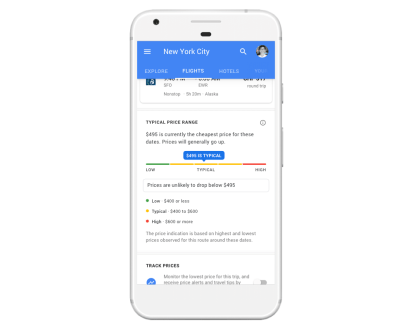 New York City
EXPLORE FLIGHTS HOTELS
SFO EWR round trip
Nonstop · 5h 20m · Alaska
TYPICAL PRICE RANGE
$495 is currently the cheapest price for these
dates. Prices will generally go up.
$495 IS TYPICAL
LOW TYPICAL HIGH
Prices are unlikely to drop below $495
Low · $400 or less
Typical · $400 to $600
High · $600 or more
The price indication is based on highest and lowest
prices observed for this route around these dates.
TRACK PRICES
Monitor the lowest price for this trip, and
receive price alerts and travel tips by